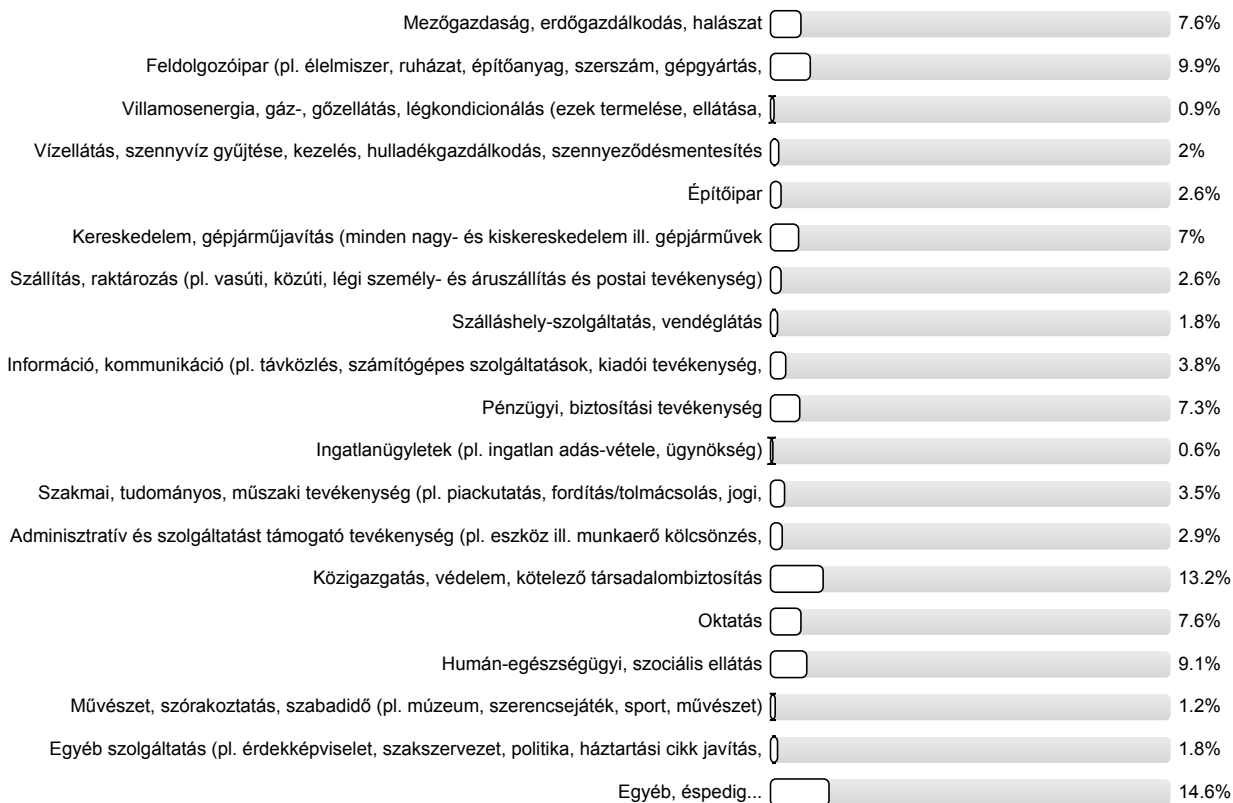 Mezőgazdaság, erdőgazdálkodás, halászat 7.6%
Feldolgozóipar (pl. élelmiszer, ruházat, építőanyag, szerszám, gépgyártás, 9.9%
Villamosenergia, gáz-, gőzellátás, légkondicionálás (ezek termelése, ellátása, 0.9%
Vízellátás, szennyvíz gyűjtése, kezelés, hulladékgazdálkodás, szennyeződésmentesítés 2%
Építőipar 2.6%
Kereskedelem, gépjárműjavítás (minden nagy- és kiskereskedelem ill. gépjárművek 7%
Szállítás, raktározás (pl. vasúti, közúti, légi személy- és áruszállítás és postai tevékenység) 2.6%
Szálláshely-szolgáltatás, vendéglátás 1.8%
Információ, kommunikáció (pl. távközlés, számítógépes szolgáltatások, kiadói tevékenység, 3.8%
Pénzügyi, biztosítási tevékenység 7.3%
Ingatlanügyletek (pl. ingatlan adás-vétele, ügynökség) 0.6%
Szakmai, tudományos, műszaki tevékenység (pl. piackutatás, fordítás/tolmácsolás, jogi, 3.5%
Adminisztratív és szolgáltatást támogató tevékenység (pl. eszköz ill. munkaerő kölcsönzés, 2.9%
Közigazgatás, védelem, kötelező társadalombiztosítás 13.2%
Oktatás 7.6%
Humán-egészségügyi, szociális ellátás 9.1%
Művészet, szórakoztatás, szabadidő (pl. múzeum, szerencsejáték, sport, művészet) 1.2%
Egyéb szolgáltatás (pl. érdekképviselet, szakszervezet, politika, háztartási cikk javítás, 1.8%
Egyéb, éspedig... 14.6%